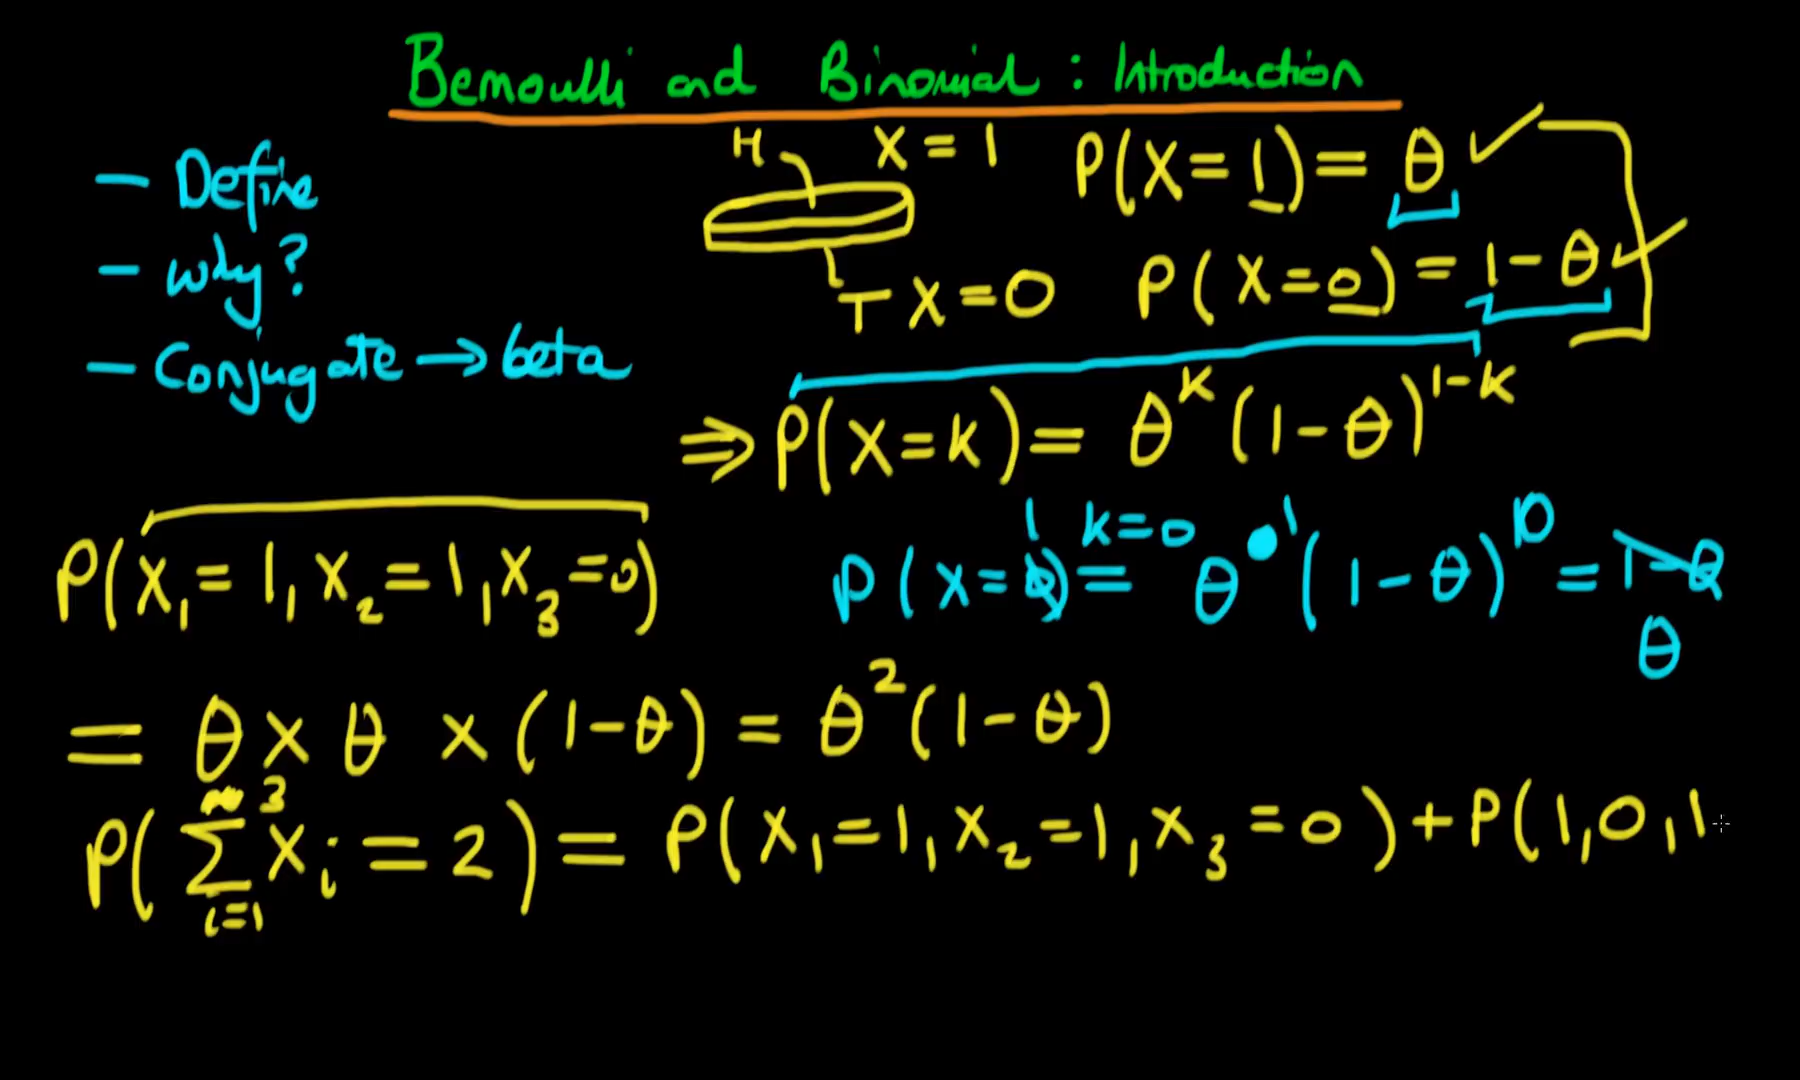 Bernoulli and Binomial : Introduction
– Define
– Why?
– Conjugate → beta
H X = 1 P(X = 1) = θ ✓
T X = 0 P(X = 0) = 1 – θ ✓
⇒ P(X = K) = θ^K (1 – θ)^(1–K)
P(X₁ = 1, X₂ = 1, X₃ = 0)
1 K = 0
P(X = ) = θ^1 (1 – θ)^0 = 1 – θ
θ
= θ × θ × (1 – θ) = θ² (1 – θ)
P(∑_{i=1}^{3} X_i = 2) = P(X₁ = 1, X₂ = 1, X₃ = 0) + P(1, 0, 1